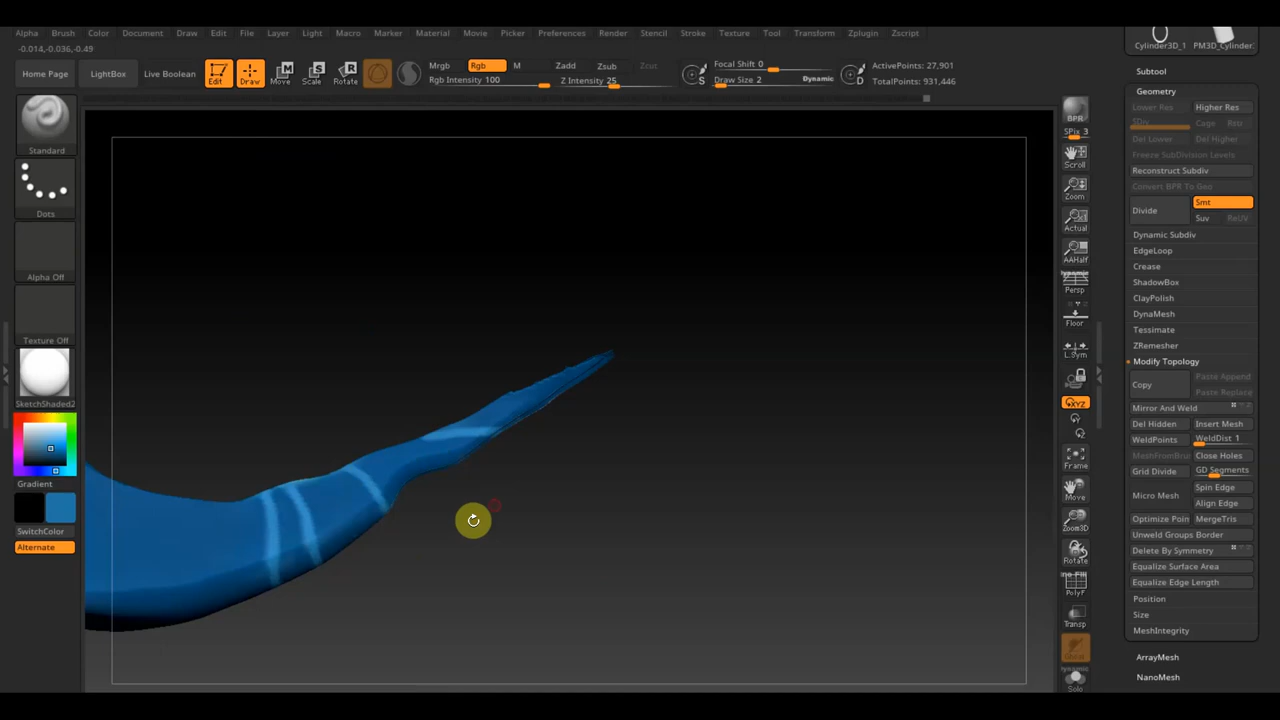 Alpha Brush Color Document Draw Edit File Layer Light Macro Marker Material Movie Picker Preferences Render Stencil Stroke Texture Tool Transform Zplugin Zscript
-0.014,-0.036,-0.49
Home Page
LightBox
Live Boolean
Edit
Draw
Move
Scale
Rotate
Mrgb
Rgb
M
Rgb Intensity 100
Zadd
Zsub
Zcut
Z Intensity 25
S
Focal Shift 0
Draw Size 2
Dynamic
D
ActivePoints: 27,901
TotalPoints: 931,446
Standard
Dots
Alpha Off
Texture Off
SketchShaded2
Gradient
SwitchColor
Alternate
BPR
SPix 3
Scroll
Zoom
Actual
AAHalf
Dynamic
Persp
Floor
L.Sym
XYZ
Y
Z
Frame
Move
Zoom3D
Rotate
PolyF
Transp
Ghost
Dynamic
Solo
Cylinder3D_1
PM3D_Cylinder
Subtool
Geometry
Lower Res
Higher Res
SDiv
Cage
Rstr
Del Lower
Del Higher
Freeze SubDivision Levels
Reconstruct Subdiv
Convert BPR To Geo
Divide
Smt
Suv
ReUV
Dynamic Subdiv
EdgeLoop
Crease
ShadowBox
ClayPolish
DynaMesh
Tessimate
ZRemesher
Modify Topology
Copy
Paste Append
Paste Replace
Mirror And Weld
Del Hidden
Insert Mesh
WeldPoints
WeldDist 1
MeshFromBru
Close Holes
Grid Divide
GD Segments
Micro Mesh
Spin Edge
Align Edge
Optimize Poin
MergeTris
Unweld Groups Border
Delete By Symmetry
Equalize Surface Area
Equalize Edge Length
Position
Size
MeshIntegrity
ArrayMesh
NanoMesh